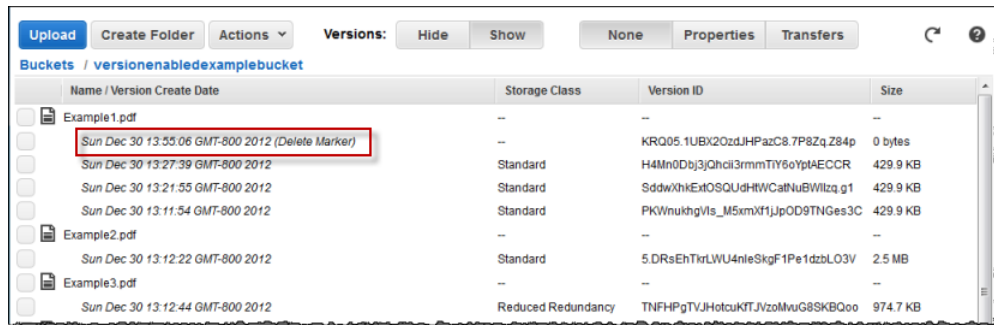 Upload Create Folder Actions Versions: Hide Show None Properties Transfers
Buckets / versionenabledexamplebucket
Name / Version Create Date Storage Class Version ID Size
Example1.pdf -- -- --
Sun Dec 30 13:55:06 GMT-800 2012 (Delete Marker) -- KRQ05.1UBX2OzdJHPazC8.7P8Zq.Z84p 0 bytes
Sun Dec 30 13:27:39 GMT-800 2012 Standard H4Mn0Dbj3jQhcii3rmmTiY6oYptAECCR 429.9 KB
Sun Dec 30 13:21:55 GMT-800 2012 Standard SddwXhkExtOSQUdHtWCatNuBWIlzq.g1 429.9 KB
Sun Dec 30 13:11:54 GMT-800 2012 Standard PKWnukhgVls_M5xmXf1jJpOD9TNGes3C 429.9 KB
Example2.pdf -- -- --
Sun Dec 30 13:12:22 GMT-800 2012 Standard 5.DRsEhTkrLWU4nleSkgF1Pe1dzbLO3V 2.5 MB
Example3.pdf -- -- --
Sun Dec 30 13:12:44 GMT-800 2012 Reduced Redundancy TNFHPgTVJHotcuKfTJVzoMvuG8SKBQoo 974.7 KB